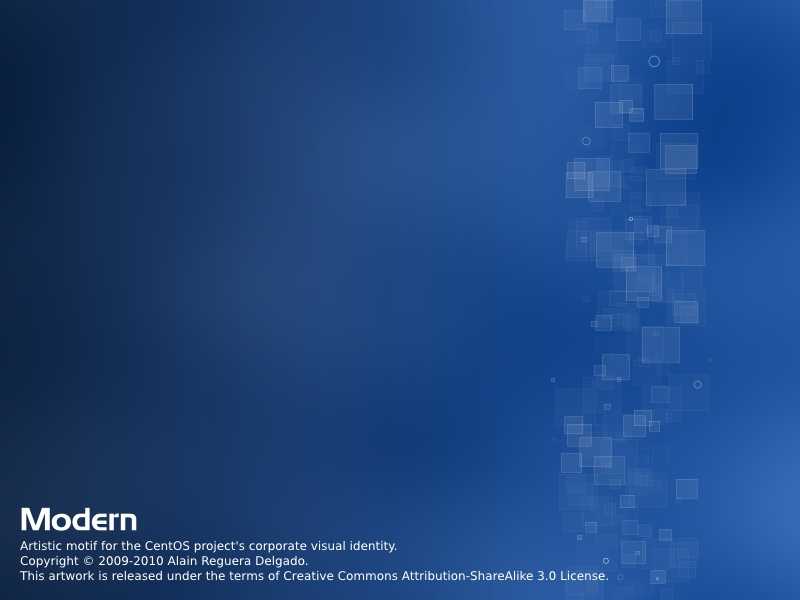 Modern
Artistic motif for the CentOS project's corporate visual identity.
Copyright © 2009-2010 Alain Reguera Delgado.
This artwork is released under the terms of Creative Commons Attribution-ShareAlike 3.0 License.